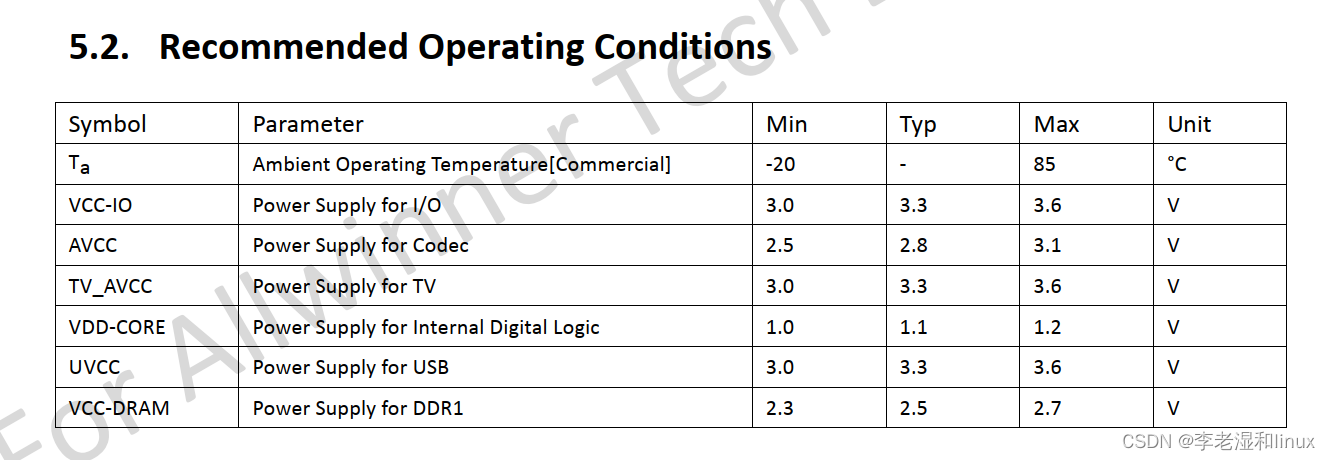 5.2. Recommended Operating Conditions
Symbol Parameter Min Typ Max Unit
Ta Ambient Operating Temperature[Commercial] -20 - 85 °C
VCC-IO Power Supply for I/O 3.0 3.3 3.6 V
AVCC Power Supply for Codec 2.5 2.8 3.1 V
TV_AVCC Power Supply for TV 3.0 3.3 3.6 V
VDD-CORE Power Supply for Internal Digital Logic 1.0 1.1 1.2 V
UVCC Power Supply for USB 3.0 3.3 3.6 V
VCC-DRAM Power Supply for DDR1 2.3 2.5 2.7 V
For Allwinner Tech
CSDN @李老湿和linux